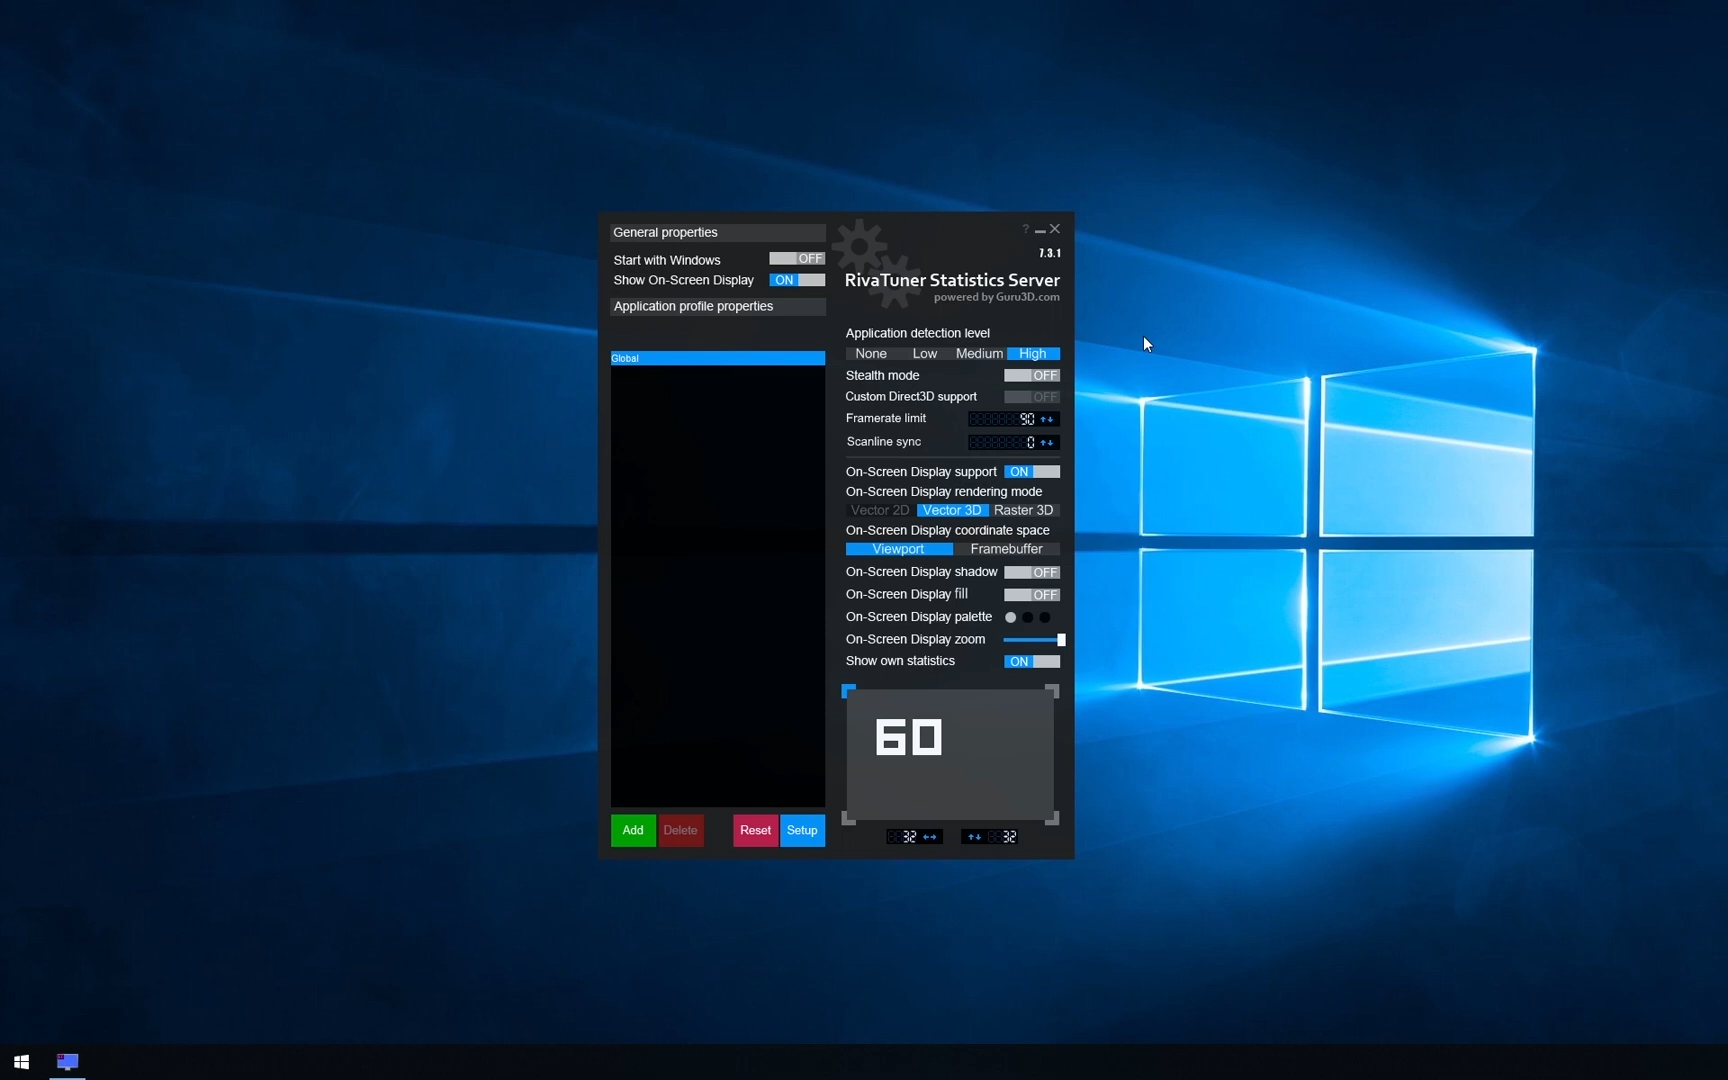 General properties
Start with Windows OFF
Show On-Screen Display ON
Application profile properties
Global
Add Delete Reset Setup
?
7.3.1
RivaTuner Statistics Server
powered by Guru3D.com
Application detection level
None Low Medium High
Stealth mode OFF
Custom Direct3D support OFF
Framerate limit 90
Scanline sync 0
On-Screen Display support ON
On-Screen Display rendering mode
Vector 2D Vector 3D Raster 3D
On-Screen Display coordinate space
Viewport Framebuffer
On-Screen Display shadow OFF
On-Screen Display fill OFF
On-Screen Display palette
On-Screen Display zoom
Show own statistics ON
60
32 32